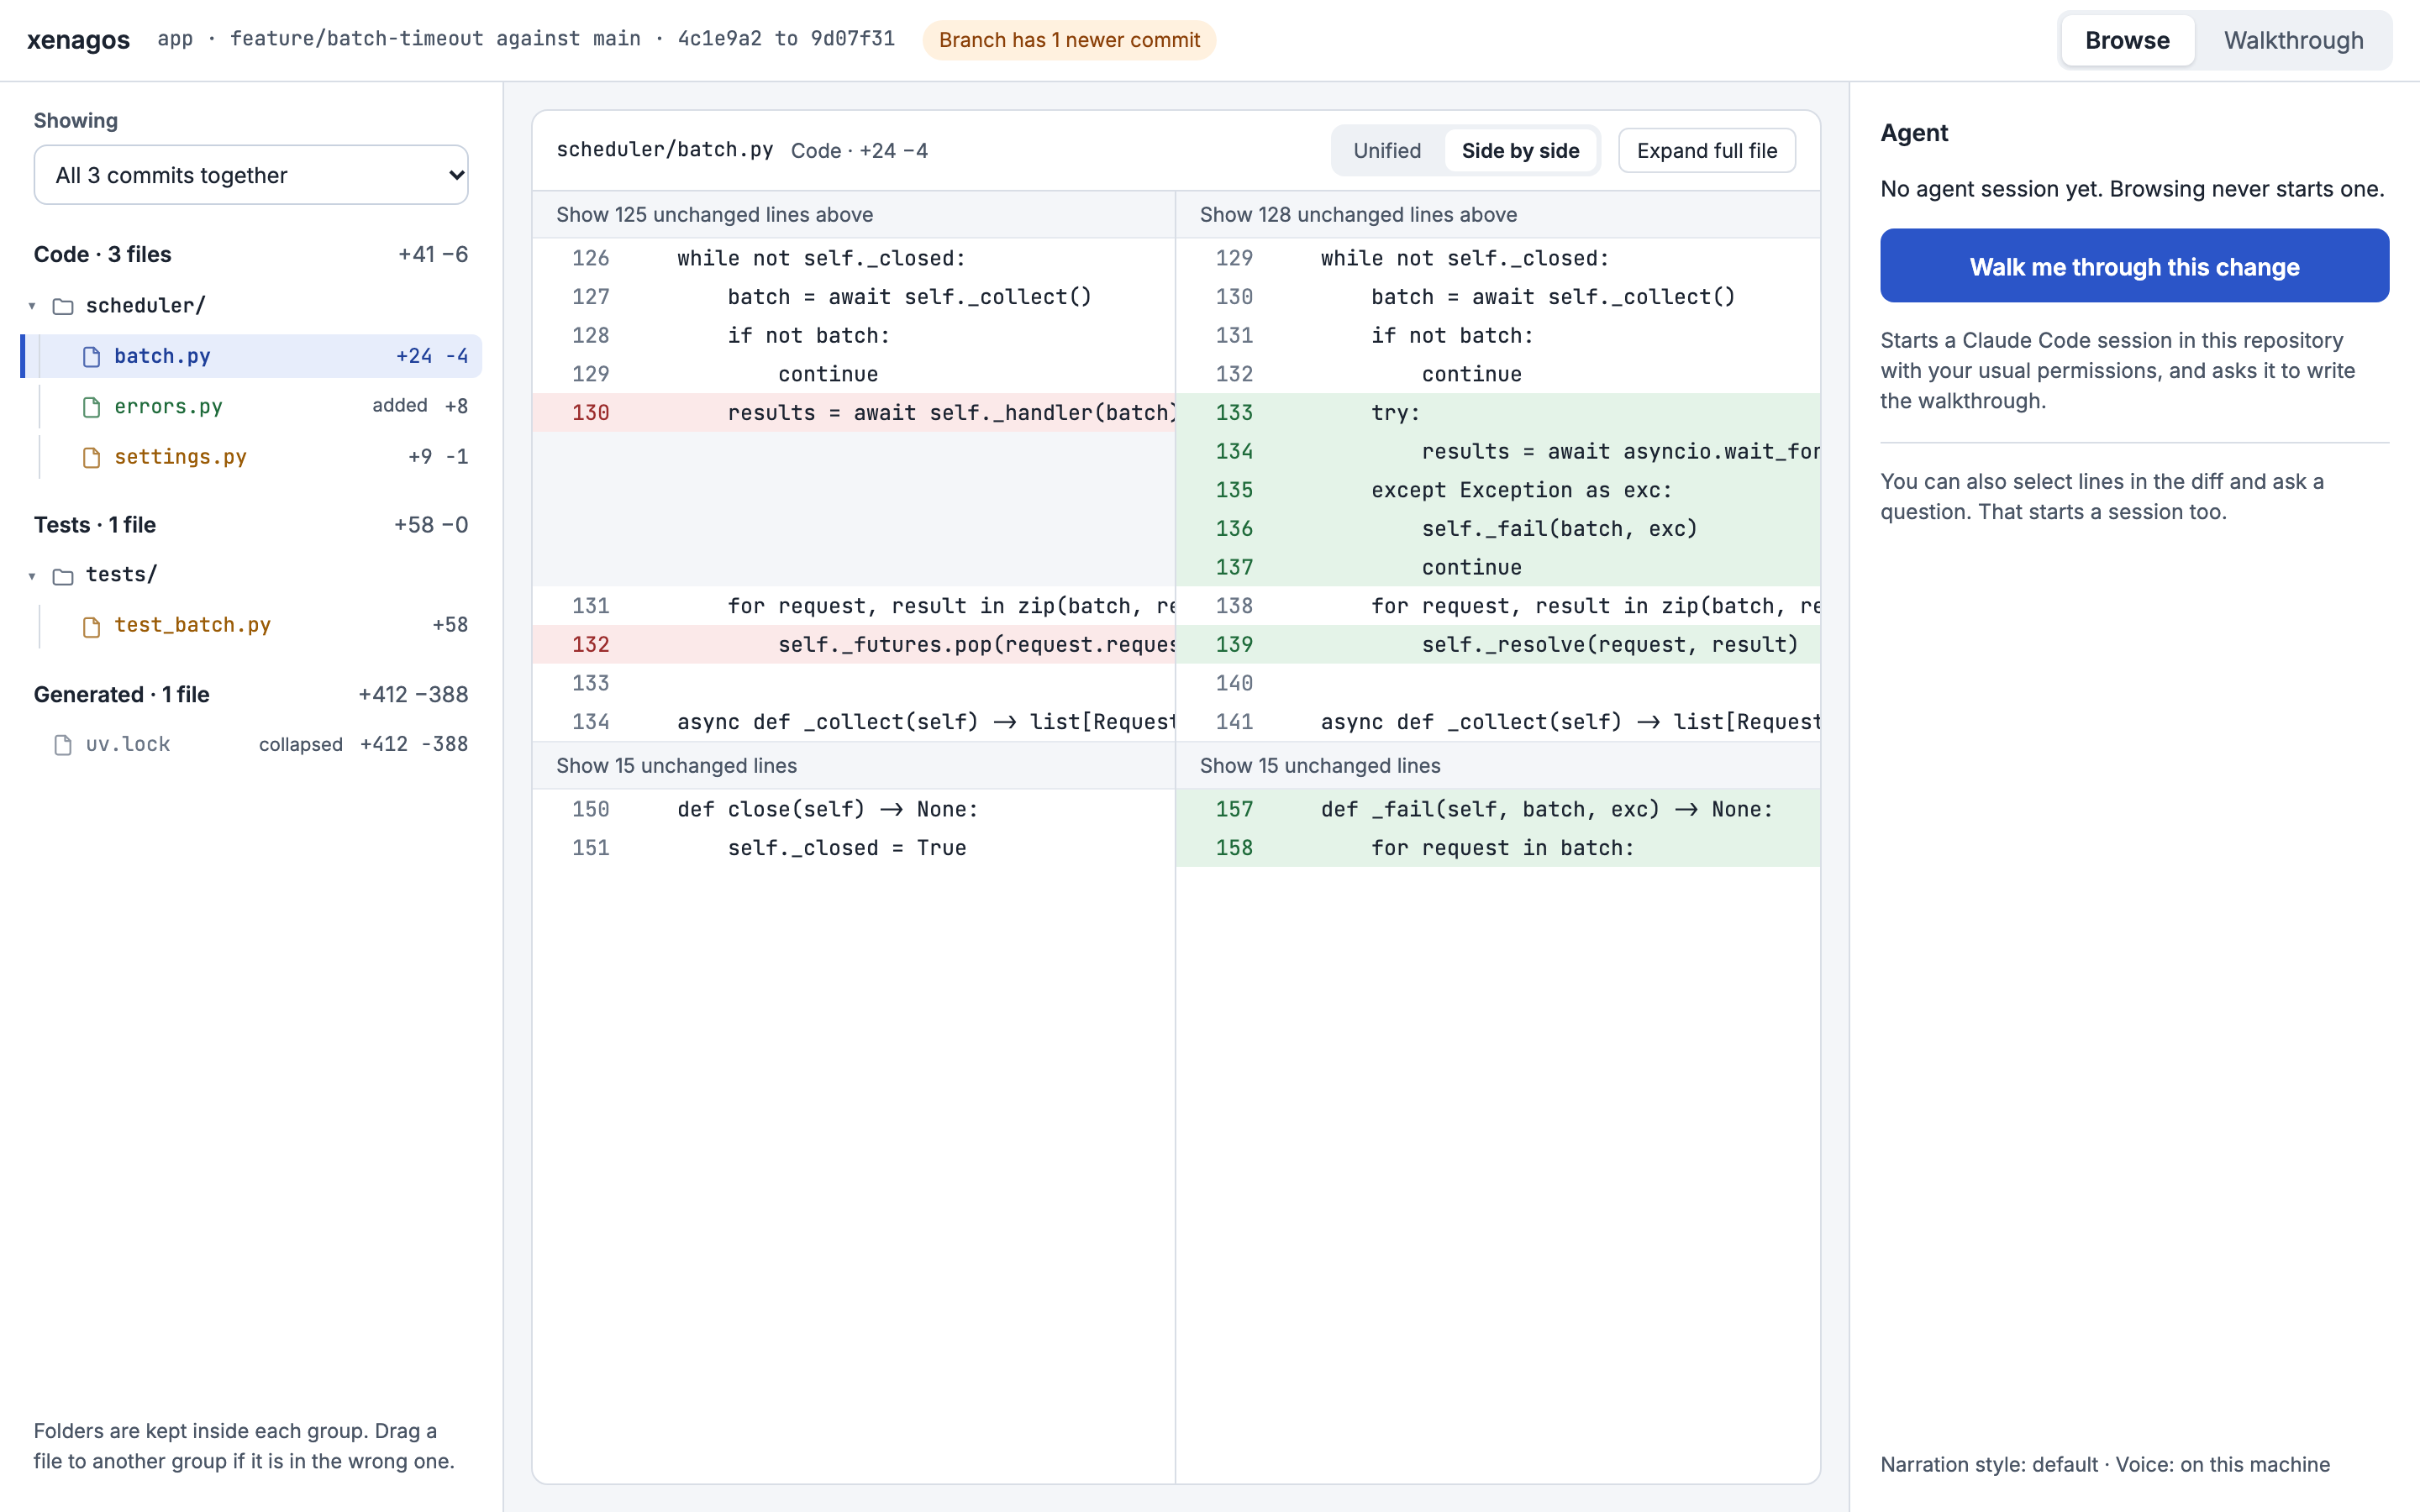 xenagos app · feature/batch-timeout against main · 4c1e9a2 to 9d07f31 Branch has 1 newer commit Browse Walkthrough
Showing
All 3 commits together
Code · 3 files +41 −6
scheduler/
batch.py +24 -4
errors.py added +8
settings.py +9 -1
Tests · 1 file +58 −0
tests/
test_batch.py +58
Generated · 1 file +412 −388
uv.lock collapsed +412 -388
Folders are kept inside each group. Drag a
file to another group if it is in the wrong one.
scheduler/batch.py Code · +24 −4 Unified Side by side Expand full file
Show 125 unchanged lines above
126 while not self._closed:
127 batch = await self._collect()
128 if not batch:
129 continue
130 results = await self._handler(batch)
131 for request, result in zip(batch, re
132 self._futures.pop(request.reques
133
134 async def _collect(self) -> list[Request
Show 15 unchanged lines
150 def close(self) -> None:
151 self._closed = True
Show 128 unchanged lines above
129 while not self._closed:
130 batch = await self._collect()
131 if not batch:
132 continue
133 try:
134 results = await asyncio.wait_for
135 except Exception as exc:
136 self._fail(batch, exc)
137 continue
138 for request, result in zip(batch, re
139 self._resolve(request, result)
140
141 async def _collect(self) -> list[Request
Show 15 unchanged lines
157 def _fail(self, batch, exc) -> None:
158 for request in batch:
Agent
No agent session yet. Browsing never starts one.
Walk me through this change
Starts a Claude Code session in this repository
with your usual permissions, and asks it to write
the walkthrough.
You can also select lines in the diff and ask a
question. That starts a session too.
Narration style: default · Voice: on this machine